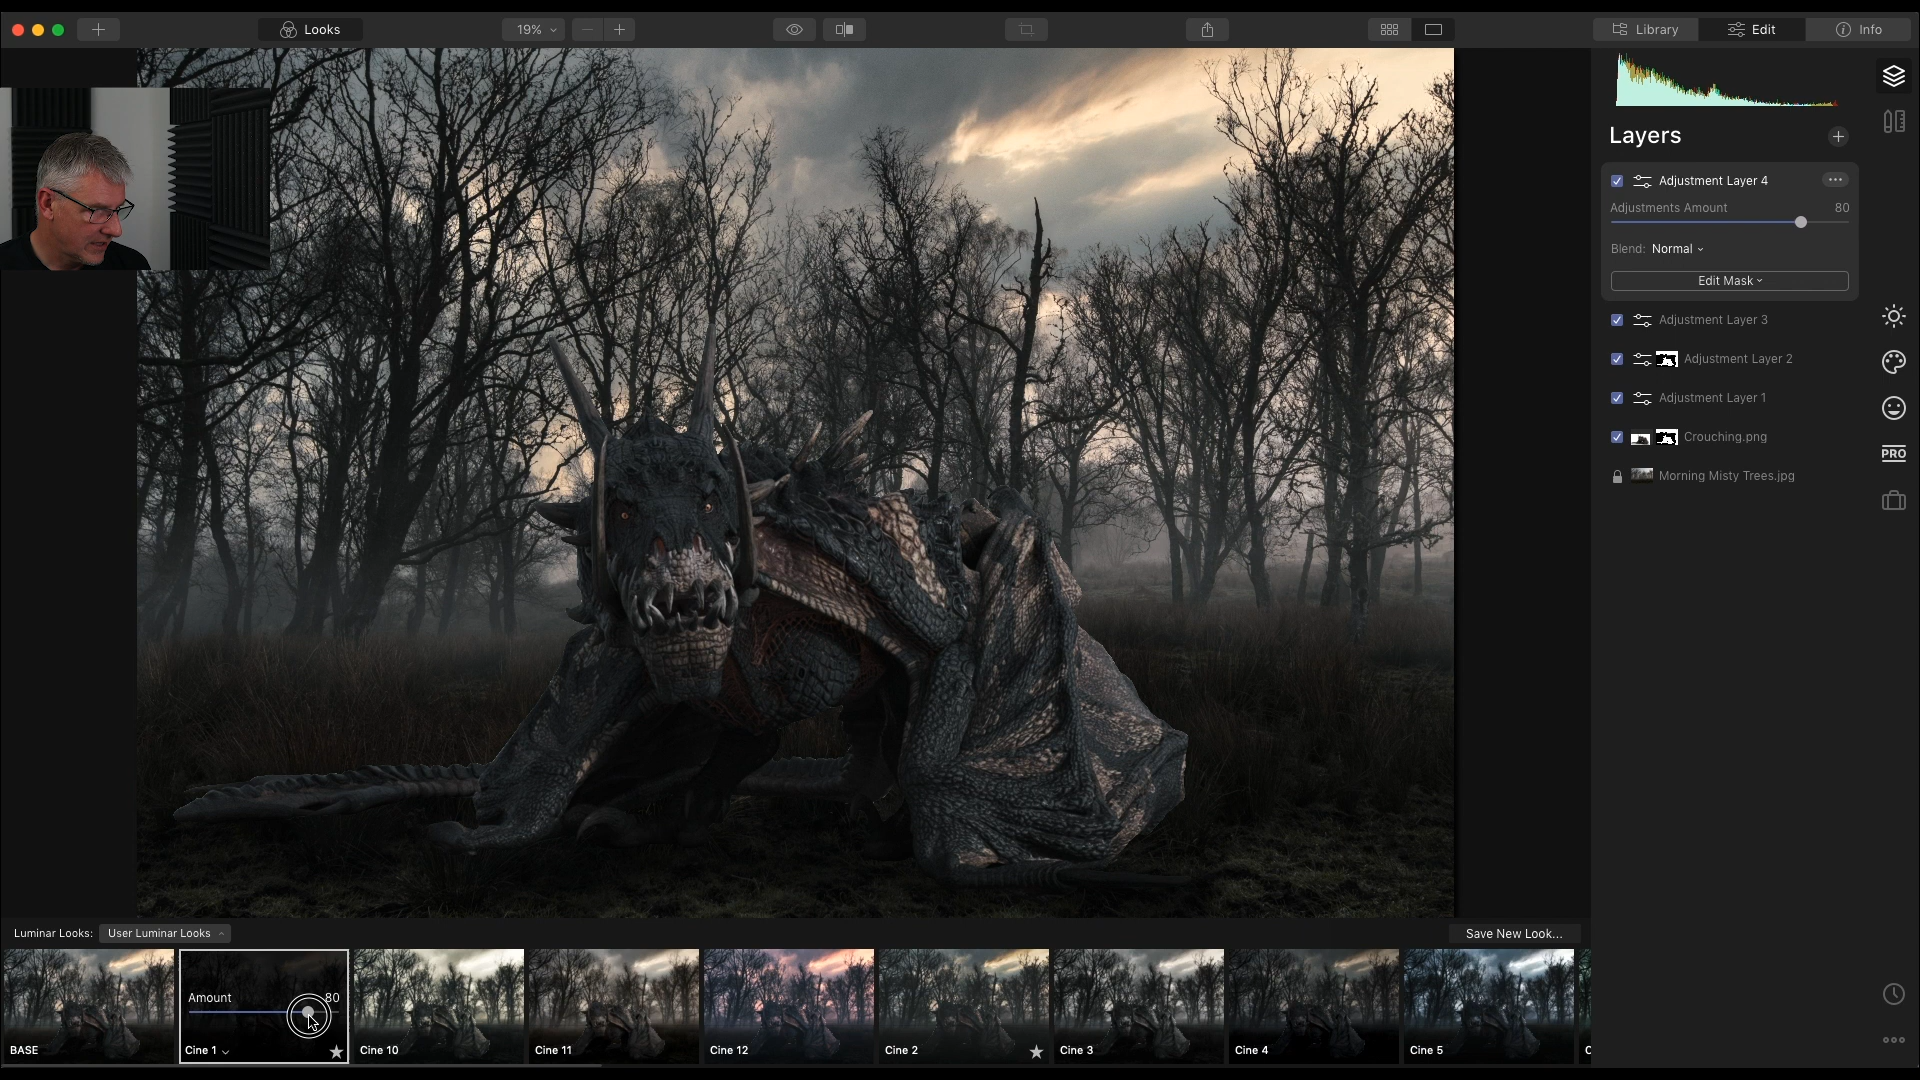 Looks
19%
Library
Edit
Info
Layers
Adjustment Layer 4
Adjustments Amount 80
Blend: Normal
Edit Mask
Adjustment Layer 3
Adjustment Layer 2
Adjustment Layer 1
Crouching.png
Morning Misty Trees.jpg
PRO
Luminar Looks: User Luminar Looks
Save New Look...
Amount 80
BASE
Cine 1
Cine 10
Cine 11
Cine 12
Cine 2
Cine 3
Cine 4
Cine 5